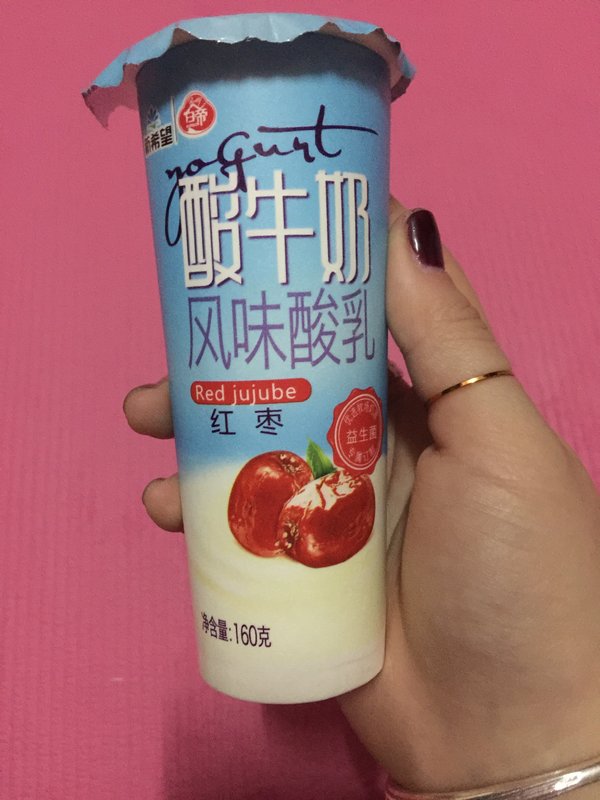 新希望
白帝
yogurt
酸牛奶
风味酸乳
Red jujube
红枣
益生菌
净含量:160克